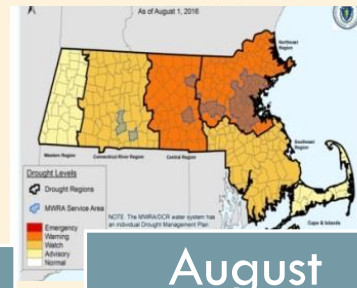 As of August 1, 2016
Northeast
Region
Western Region
Connecticut River Region
Central Region
Southeast
Region
Cape & Islands
Drought Levels
Drought Regions
MWRA Service Area
Emergency
Warning
Watch
Advisory
Normal
NOTE: The MWRA/DCR water system has
an individual Drought Management Plan
August